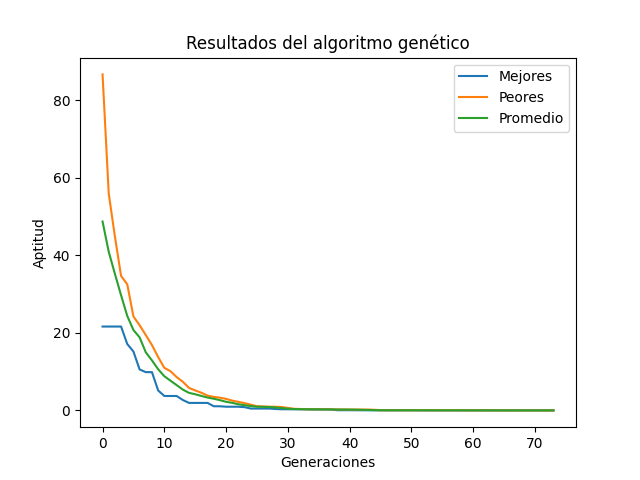 Resultados del algoritmo genético
Mejores
Peores
Promedio
Aptitud
80
60
40
20
0
0 10 20 30 40 50 60 70
Generaciones